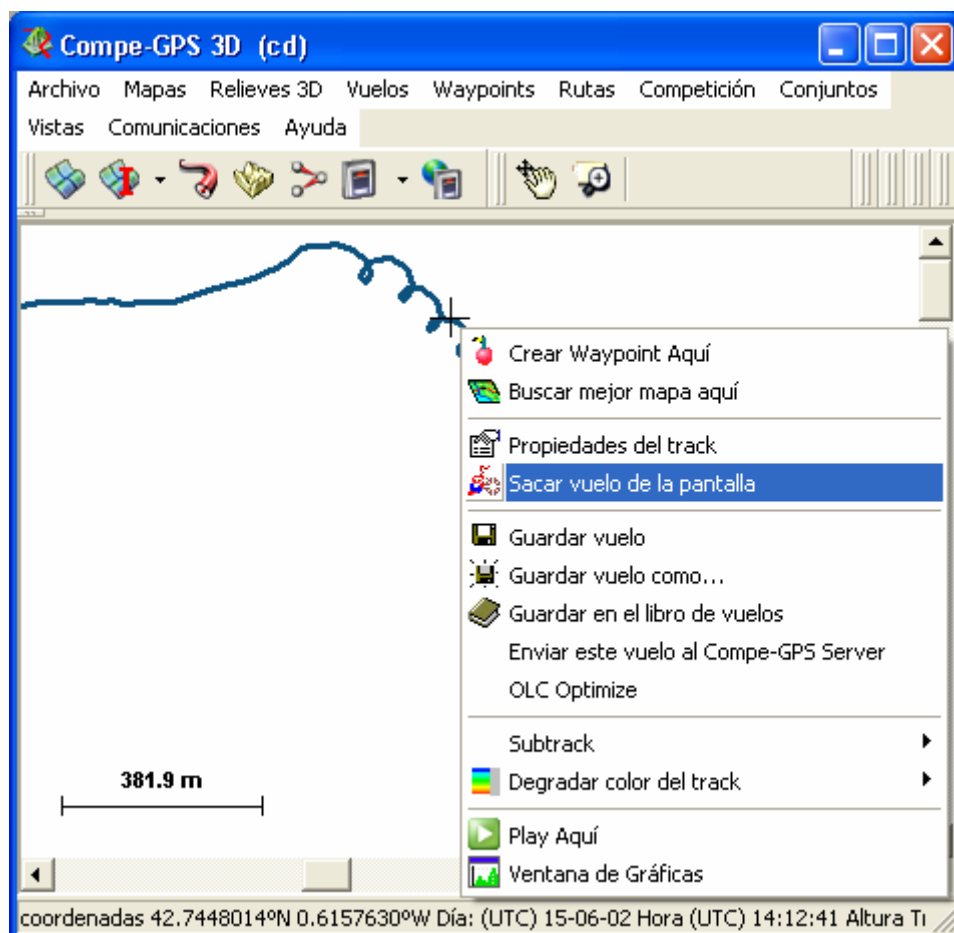 Compe-GPS 3D (cd)
Archivo Mapas Relieves 3D Vuelos Waypoints Rutas Competición Conjuntos
Vistas Comunicaciones Ayuda
Crear Waypoint Aquí
Buscar mejor mapa aquí
Propiedades del track
Sacar vuelo de la pantalla
Guardar vuelo
Guardar vuelo como...
Guardar en el libro de vuelos
Enviar este vuelo al Compe-GPS Server
OLC Optimize
Subtrack
Degradar color del track
Play Aquí
Ventana de Gráficas
381.9 m
coordenadas 42.7448014ºN 0.6157630ºW Día: (UTC) 15-06-02 Hora (UTC) 14:12:41 Altura